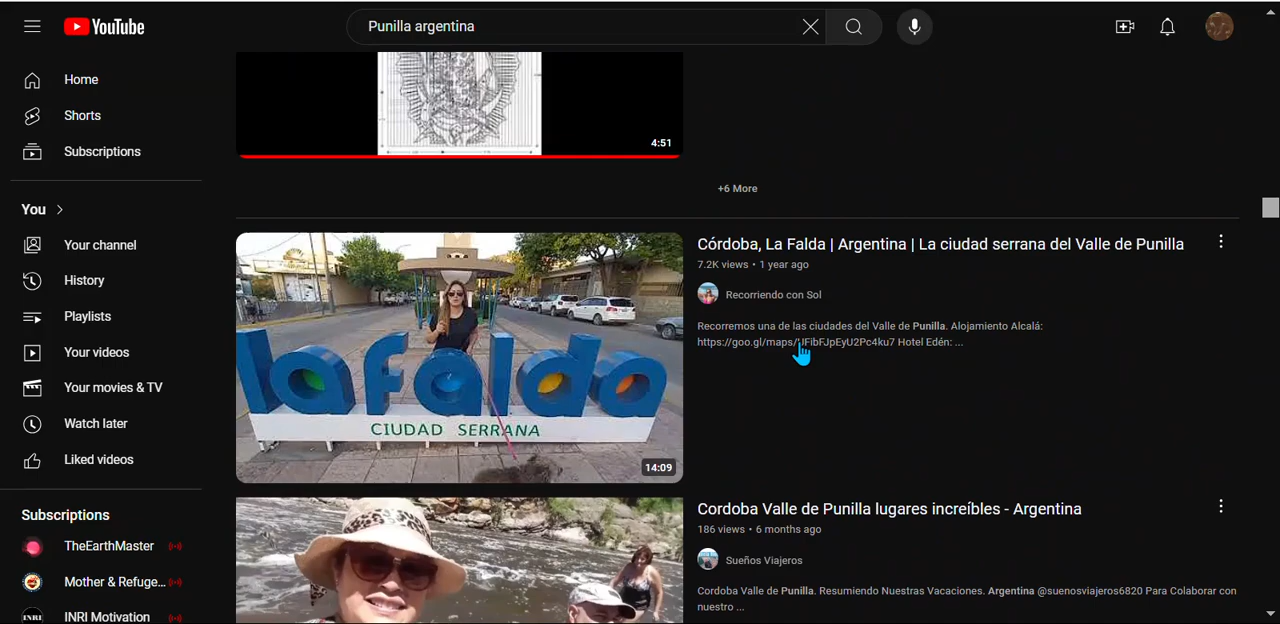 YouTube
Punilla argentina
Home
Shorts
Subscriptions
You
Your channel
History
Playlists
Your videos
Your movies & TV
Watch later
Liked videos
Subscriptions
TheEarthMaster
Mother & Refuge...
INRI Motivation
4:51
+6 More
lafalda
CIUDAD SERRANA
14:09
Córdoba, La Falda | Argentina | La ciudad serrana del Valle de Punilla
7.2K views • 1 year ago
Recorriendo con Sol
Recorremos una de las ciudades del Valle de Punilla. Alojamiento Alcalá:
https://goo.gl/maps/UFibFJpEyU2Pc4ku7 Hotel Edén: ...
Cordoba Valle de Punilla lugares increíbles - Argentina
186 views • 6 months ago
Sueños Viajeros
Cordoba Valle de Punilla. Resumiendo Nuestras Vacaciones. Argentina @suenosviajeros6820 Para Colaborar con
nuestro ...